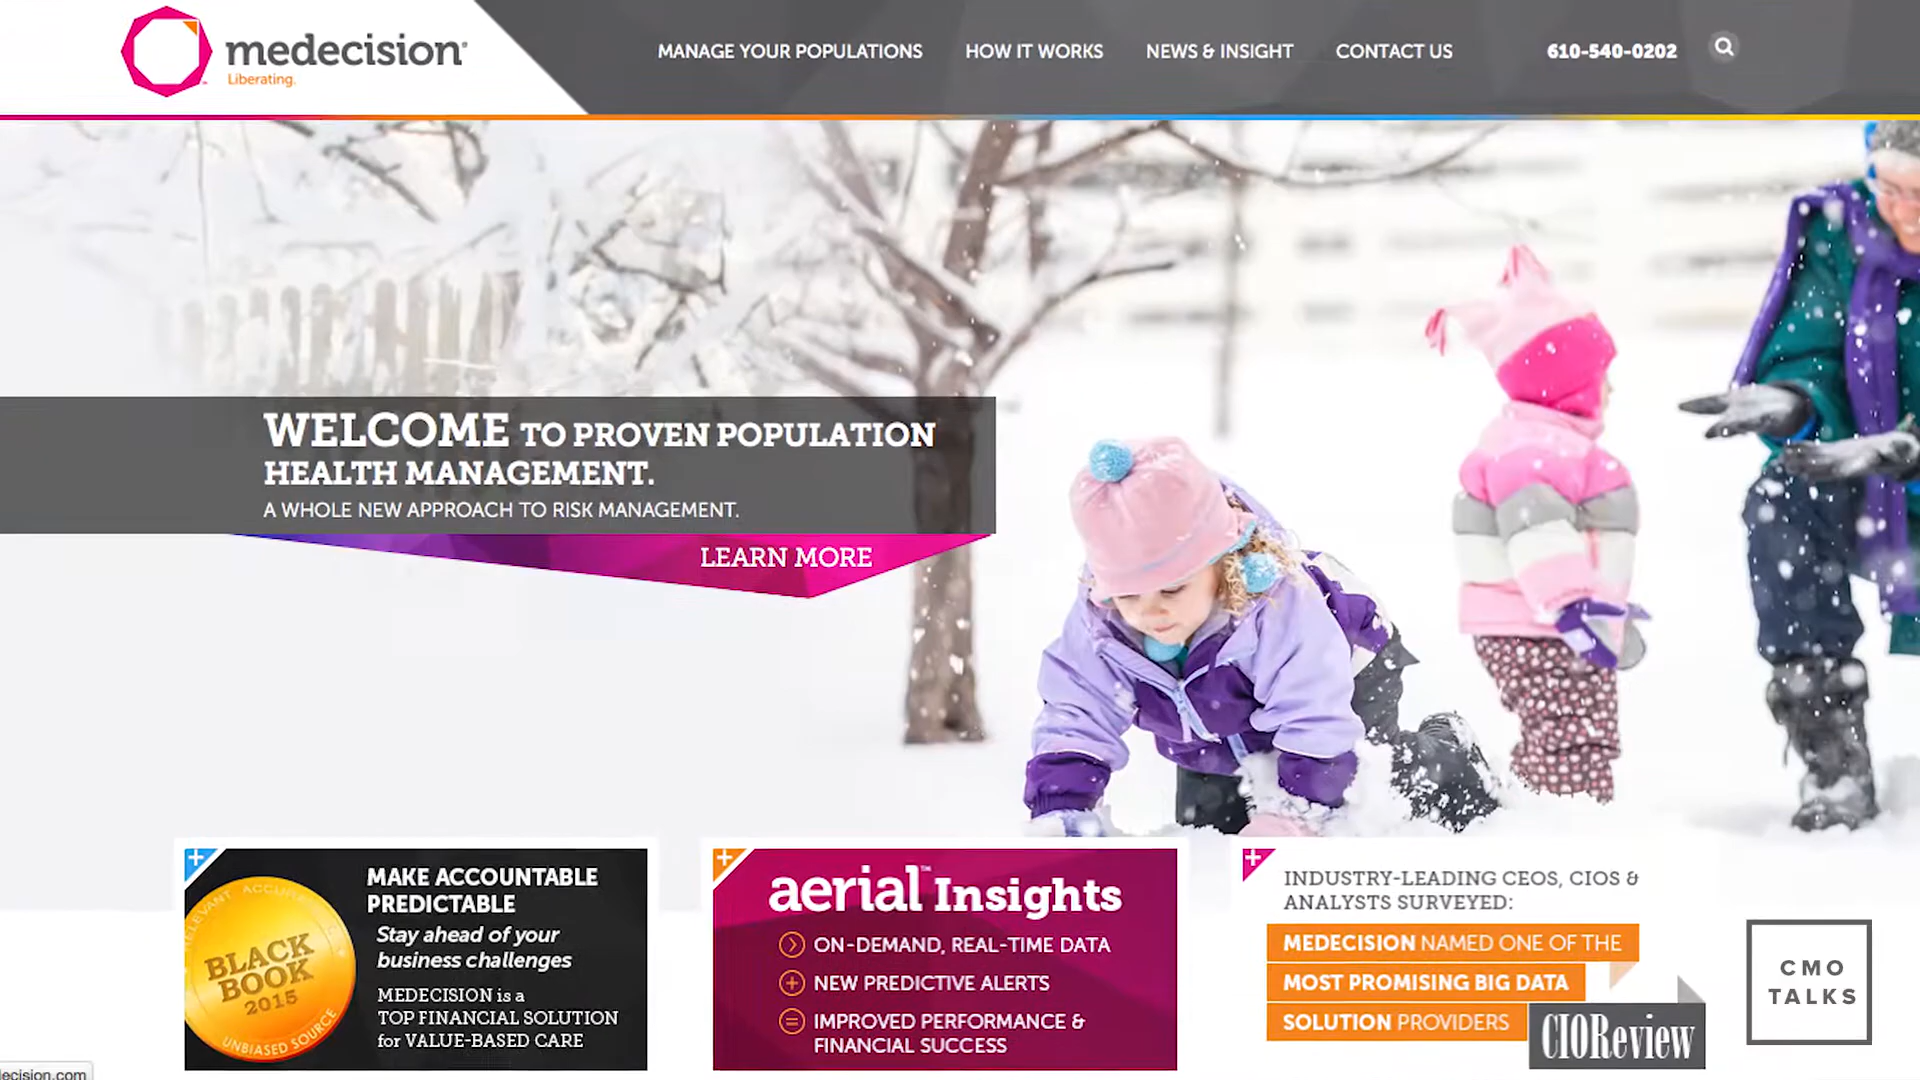 medecision®
Liberating.
MANAGE YOUR POPULATIONS
HOW IT WORKS
NEWS & INSIGHT
CONTACT US
610-540-0202
WELCOME TO PROVEN POPULATION
HEALTH MANAGEMENT.
A WHOLE NEW APPROACH TO RISK MANAGEMENT.
LEARN MORE
RELEVANT ACCURATE
BLACK
BOOK
2015
UNBIASED SOURCE
MAKE ACCOUNTABLE
PREDICTABLE
Stay ahead of your
business challenges
MEDECISION is a
TOP FINANCIAL SOLUTION
for VALUE-BASED CARE
aerial™ Insights
ON-DEMAND, REAL-TIME DATA
NEW PREDICTIVE ALERTS
IMPROVED PERFORMANCE &
FINANCIAL SUCCESS
INDUSTRY-LEADING CEOS, CIOS &
ANALYSTS SURVEYED:
MEDECISION NAMED ONE OF THE
MOST PROMISING BIG DATA
SOLUTION PROVIDERS
CIOReview
CMO
TALKS
ecision.com